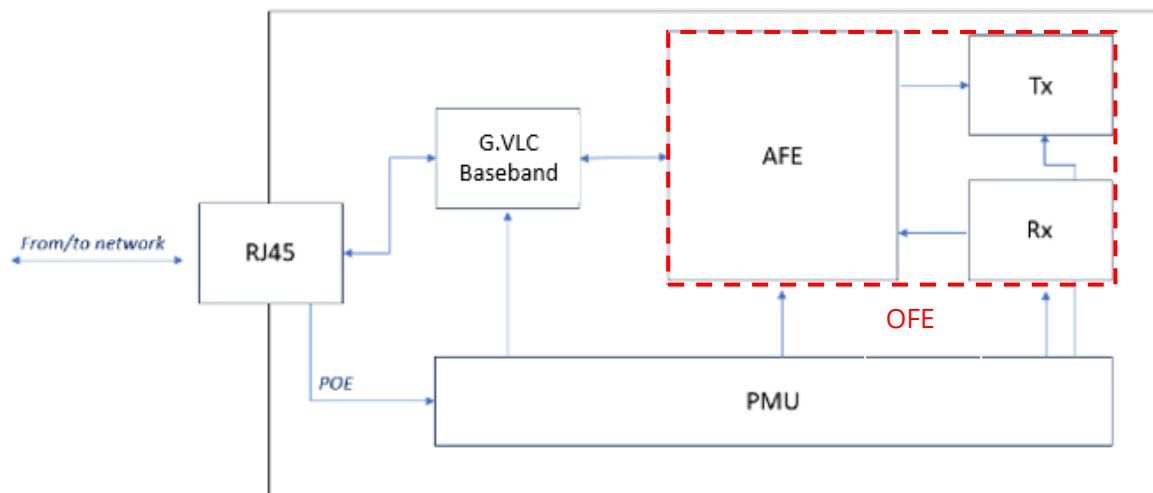 Tx
G.VLC
Baseband
AFE
From/to network
RJ45
Rx
OFE
POE
PMU